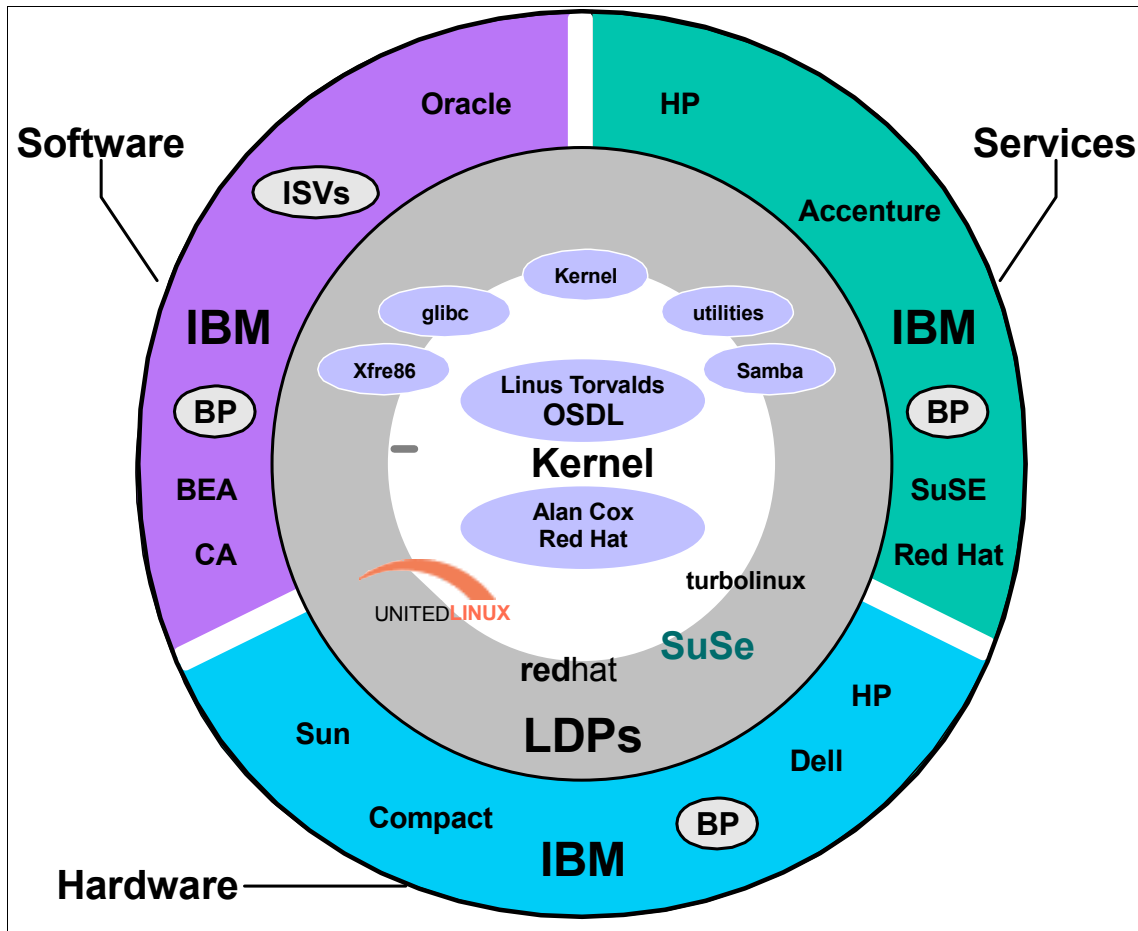 Oracle
HP
Software
Services
ISVs
Accenture
Kernel
glibc
utilities
IBM
IBM
Xfre86
Samba
Linus Torvalds
OSDL
BP
BP
Kernel
BEA
SuSE
Alan Cox
Red Hat
CA
Red Hat
turbolinux
UNITEDLINUX
SuSe
redhat
HP
Sun
LDPs
Dell
Compact
BP
IBM
Hardware